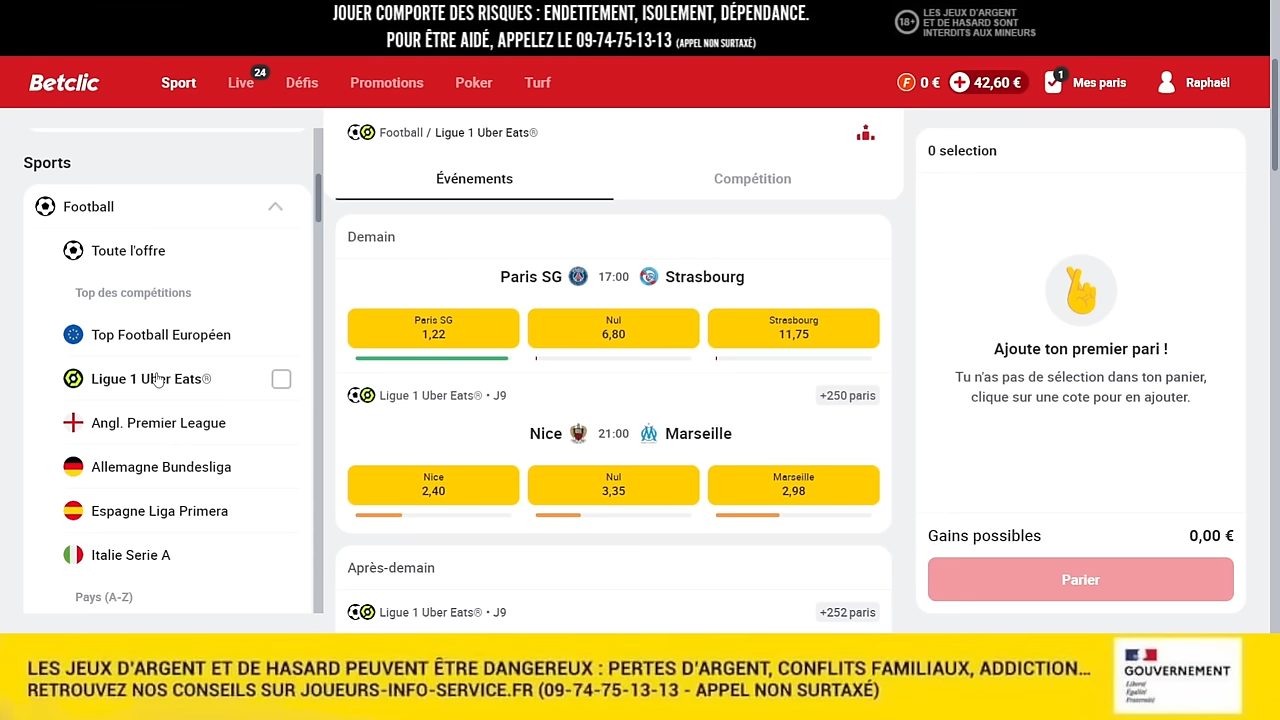 JOUER COMPORTE DES RISQUES : ENDETTEMENT, ISOLEMENT, DÉPENDANCE.
POUR ÊTRE AIDÉ, APPELEZ LE 09-74-75-13-13 (APPEL NON SURTAXÉ)
18+
LES JEUX D'ARGENT
ET DE HASARD SONT
INTERDITS AUX MINEURS
Betclic
Sport
Live
24
Défis
Promotions
Poker
Turf
F 0 €
42,60 €
1
Mes paris
Raphaël
Sports
Football
Toute l'offre
Top des compétitions
Top Football Européen
Ligue 1 Uber Eats®
Angl. Premier League
Allemagne Bundesliga
Espagne Liga Primera
Italie Serie A
Pays (A-Z)
Football / Ligue 1 Uber Eats®
Événements
Compétition
Demain
Paris SG 17:00 Strasbourg
Paris SG
1,22
Nul
6,80
Strasbourg
11,75
Ligue 1 Uber Eats® • J9
+250 paris
Nice 21:00 Marseille
Nice
2,40
Nul
3,35
Marseille
2,98
Après-demain
Ligue 1 Uber Eats® • J9
+252 paris
0 selection
Ajoute ton premier pari !
Tu n'as pas de sélection dans ton panier,
clique sur une cote pour en ajouter.
Gains possibles
0,00 €
Parier
LES JEUX D'ARGENT ET DE HASARD PEUVENT ÊTRE DANGEREUX : PERTES D'ARGENT, CONFLITS FAMILIAUX, ADDICTION...
RETROUVEZ NOS CONSEILS SUR JOUEURS-INFO-SERVICE.FR (09-74-75-13-13 - APPEL NON SURTAXÉ)
GOUVERNEMENT
Liberté
Égalité
Fraternité